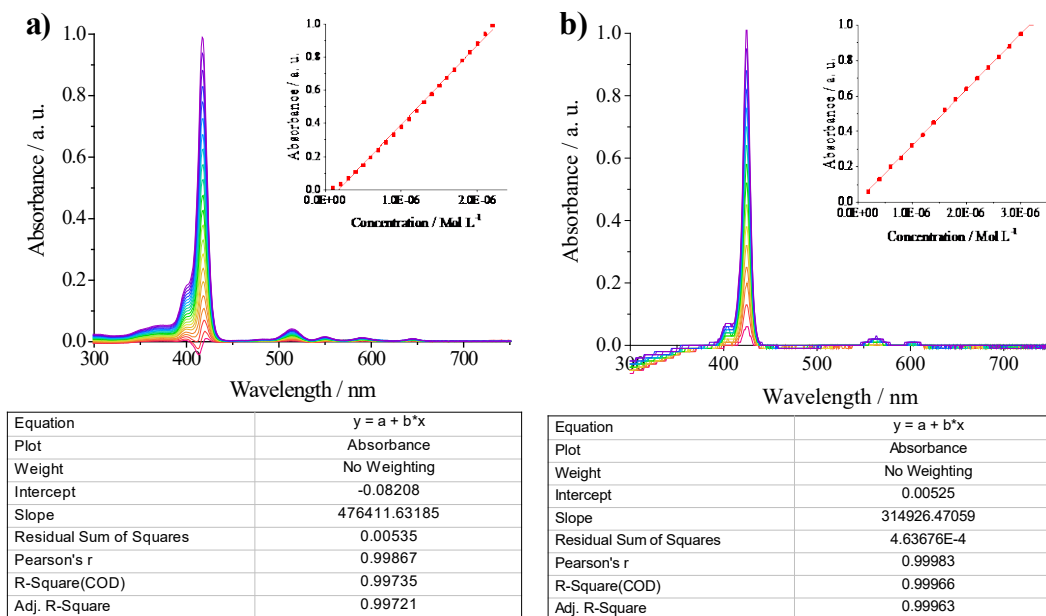 a)
1.0
0.8
0.6
0.4
0.2
0.0
Absorbance / a. u.
300 400 500 600 700
Wavelength / nm
1.0
0.8
0.6
0.4
0.2
0.0
Absorbance / a. u.
0.0E+00 1.0E-06 2.0E-06
Concentration / Mol L-1
b)
1.0
0.8
0.6
0.4
0.2
0.0
Absorbance / a. u.
300 400 500 600 700
Wavelength / nm
1.0
0.8
0.6
0.4
0.2
0.0
Absorbance / a. u.
0.0E+00 1.0E-06 2.0E-06 3.0E-06
Concentration / Mol L-1
Equation y = a + b*x
Plot Absorbance
Weight No Weighting
Intercept -0.08208
Slope 476411.63185
Residual Sum of Squares 0.00535
Pearson's r 0.99867
R-Square(COD) 0.99735
Adj. R-Square 0.99721
Equation y = a + b*x
Plot Absorbance
Weight No Weighting
Intercept 0.00525
Slope 314926.47059
Residual Sum of Squares 4.63676E-4
Pearson's r 0.99983
R-Square(COD) 0.99966
Adj. R-Square 0.99963